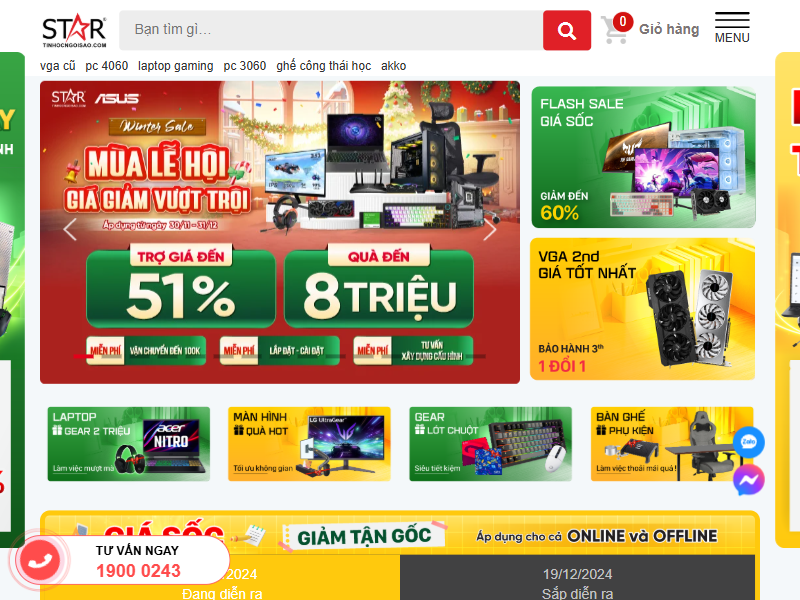 STAR
TINHOCNGOISAO.COM
Bạn tìm gì...
0
Giỏ hàng
MENU
vga cũ pc 4060 laptop gaming pc 3060 ghế công thái học akko
STAR ASUS
Winter Sale
MÙA LỄ HỘI
GIÁ GIẢM VƯỢT TRỘI
Áp dụng từ ngày 30/11 - 31/12
TRỢ GIÁ ĐẾN
51%
QUÀ ĐẾN
8 TRIỆU
MIỄN PHÍ VẬN CHUYỂN ĐẾN 100K
MIỄN PHÍ LẮP ĐẶT - CÀI ĐẶT
MIỄN PHÍ TƯ VẤN
XÂY DỰNG CẤU HÌNH
FLASH SALE
GIÁ SỐC
GIẢM ĐẾN
60%
VGA 2nd
GIÁ TỐT NHẤT
BẢO HÀNH 3th
1 ĐỔI 1
LAPTOP
GEAR 2 TRIỆU
acer
NITRO
Làm việc mượt mà
MÀN HÌNH
QUÀ HOT
LG UltraGear
Tối ưu không gian
GEAR
LÓT CHUỘT
Siêu tiết kiệm
BÀN GHẾ
PHỤ KIỆN
Làm việc thoải mái quá!
Zalo
GIÁ SỐC
GIẢM TẬN GỐC
Áp dụng cho cả ONLINE và OFFLINE
TƯ VẤN NGAY
1900 0243
2024
Đang diễn ra
19/12/2024
Sắp diễn ra